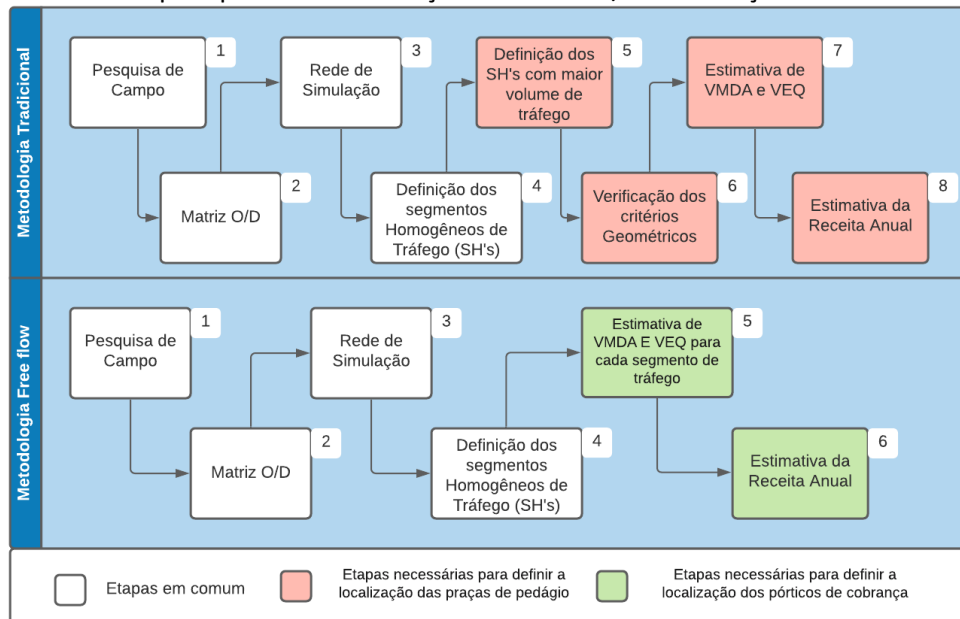 Metodologia Tradicional
Pesquisa de
Campo
1
Matriz O/D
2
Rede de
Simulação
3
Definição dos
segmentos
Homogêneos de
Tráfego (SH's)
4
Definição dos
SH's com maior
volume de
tráfego
5
Verificação dos
critérios
Geométricos
6
Estimativa de
VMDA e VEQ
7
Estimativa da
Receita Anual
8
Metodologia Free flow
Pesquisa de
Campo
1
Matriz O/D
2
Rede de
Simulação
3
Definição dos
segmentos
Homogêneos de
Tráfego (SH's)
4
Estimativa de
VMDA E VEQ para
cada segmento de
tráfego
5
Estimativa da
Receita Anual
6
Etapas em comum
Etapas necessárias para definir a
localização das praças de pedágio
Etapas necessárias para definir a
localização dos pórticos de cobrança